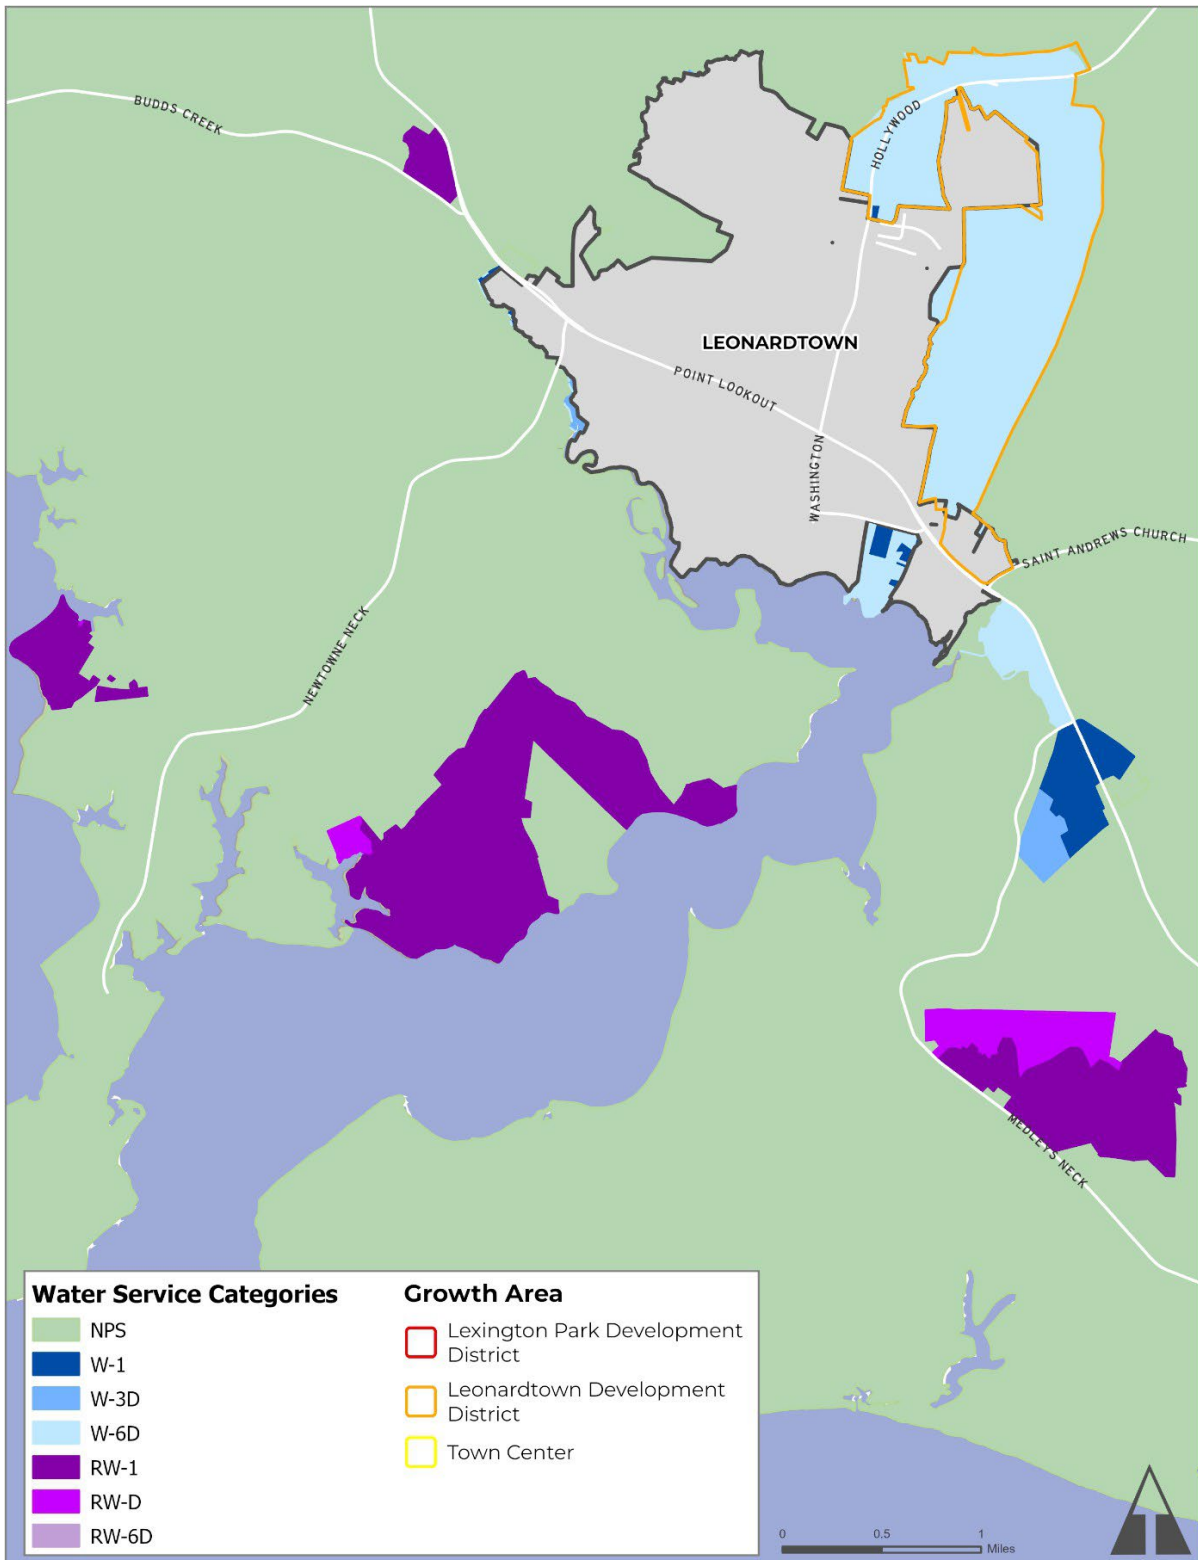 BUDDS CREEK
HOLLYWOOD
LEONARDTOWN
POINT LOOKOUT
WASHINGTON
SAINT ANDREWS CHURCH
NEWTOWNE NECK
MEDLEYS NECK
Water Service Categories
NPS
W-1
W-3D
W-6D
RW-1
RW-D
RW-6D
Growth Area
Lexington Park Development
District
Leonardtown Development
District
Town Center
0 0.5 1
Miles